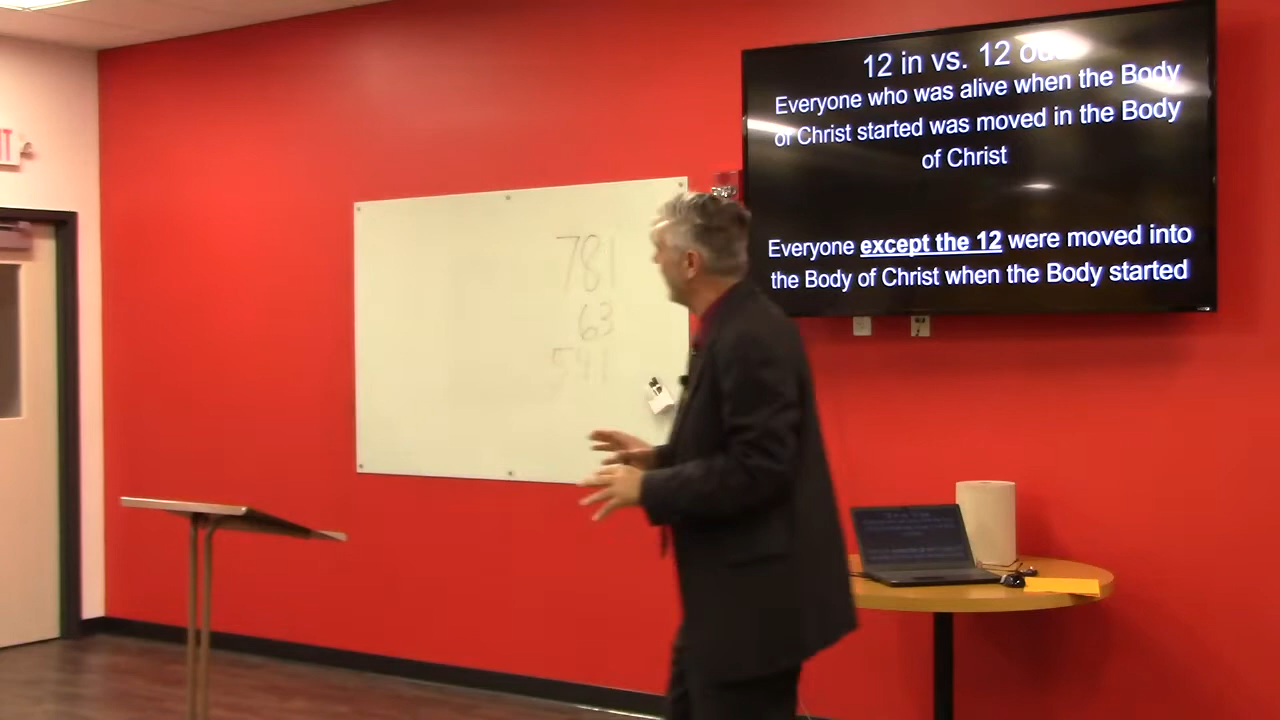 12 in vs. 12
Everyone who was alive when the Body
of Christ started was moved in the Body
of Christ
Everyone except the 12 were moved into
the Body of Christ when the Body started
781
63
541